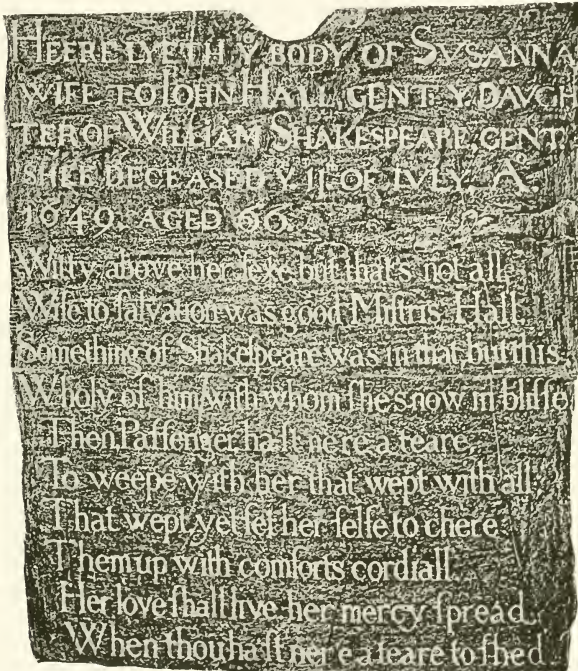 HEERE LYETH Yͤ BODY OF SVSANNA
WIFE TO IOHN HALL, GENT: Yͤ DAVGH
TER OF WILLIAM SHAKESPEARE, GENT:
SHEE DECEASED Yͤ 11. OF IVLY. A.
1649. AGED 66.
Witty above her ſexe, but that's not all,
Wiſe to ſalvation was good Miſtris Hall,
Something of Shakeſpeare was in that, but this
Wholy of him with whom ſhe's now in bliſſe.
Then Paſſenger, haſt ne're a teare,
To weepe with her that wept with all:
That wept, yet ſet her ſelfe to chere
Them up with comforts cordiall.
Her love ſhall live, her mercy ſpread,
When thou haſt ner'e a teare to ſhed.